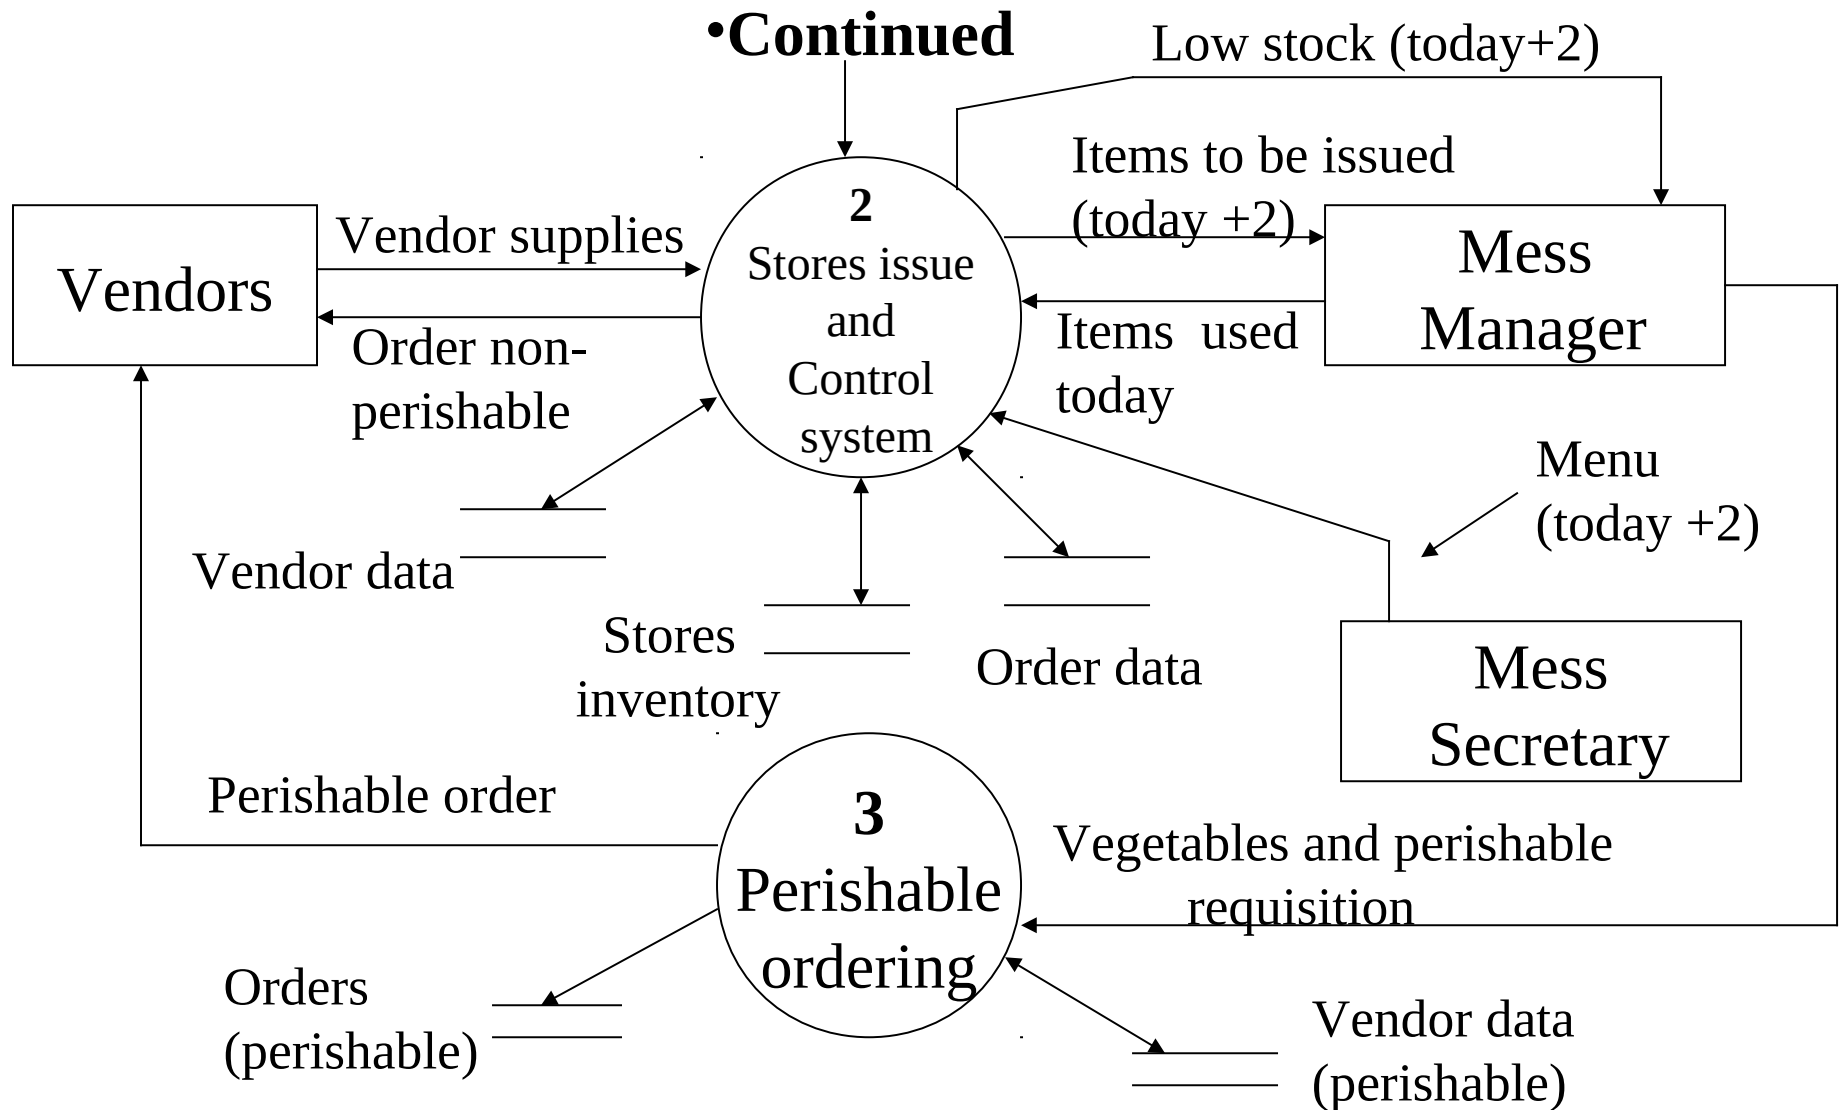 •Continued
Low stock (today+2)
Items to be issued
(today +2)
2
Stores issue
and
Control
system
Vendor supplies
Vendors
Mess
Manager
Order non-
perishable
Items  used
today
Menu
(today +2)
Vendor data
Stores
inventory
Order data
Mess
Secretary
Perishable order
3
Perishable
ordering
Vegetables and perishable
requisition
Orders
(perishable)
Vendor data
(perishable)